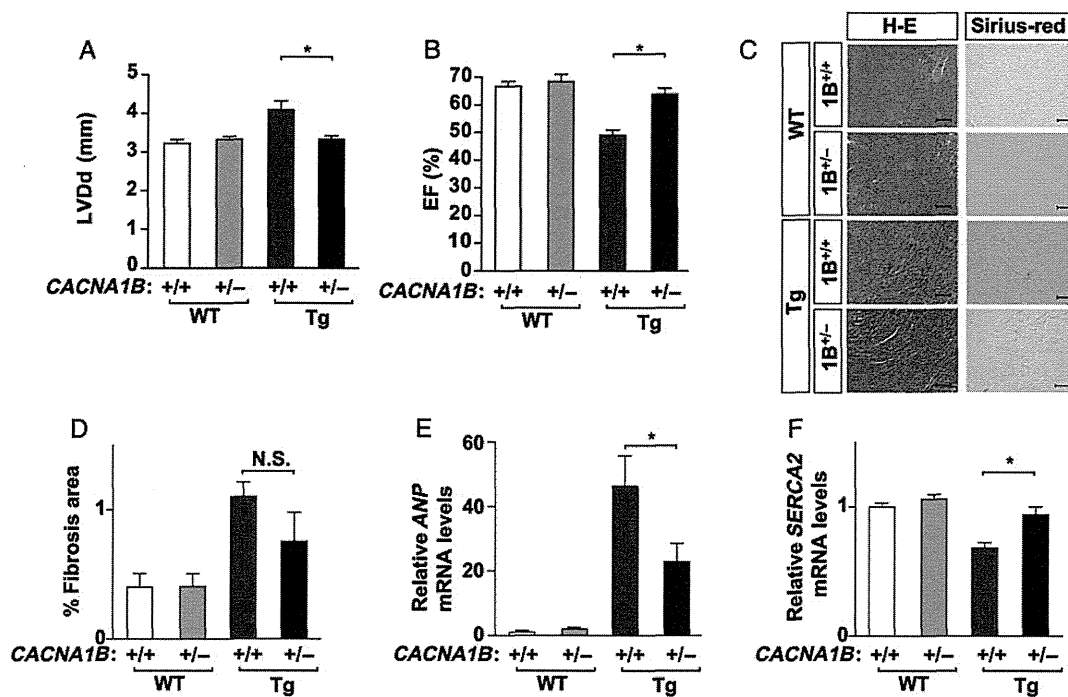 A
LVDd (mm)
5
4
3
2
1
0
*
CACNA1B: +/+ +/− +/+ +/−
WT Tg
B
EF (%)
70
60
50
40
30
20
10
0
*
CACNA1B: +/+ +/− +/+ +/−
WT Tg
C
H-E Sirius-red
WT
1B+/+
1B+/−
Tg
1B+/+
1B+/−
D
% Fibrosis area
1
0
N.S.
CACNA1B: +/+ +/− +/+ +/−
WT Tg
E
Relative ANP
mRNA levels
60
40
20
0
*
CACNA1B: +/+ +/− +/+ +/−
WT Tg
F
Relative SERCA2
mRNA levels
1
0
*
CACNA1B: +/+ +/− +/+ +/−
WT Tg